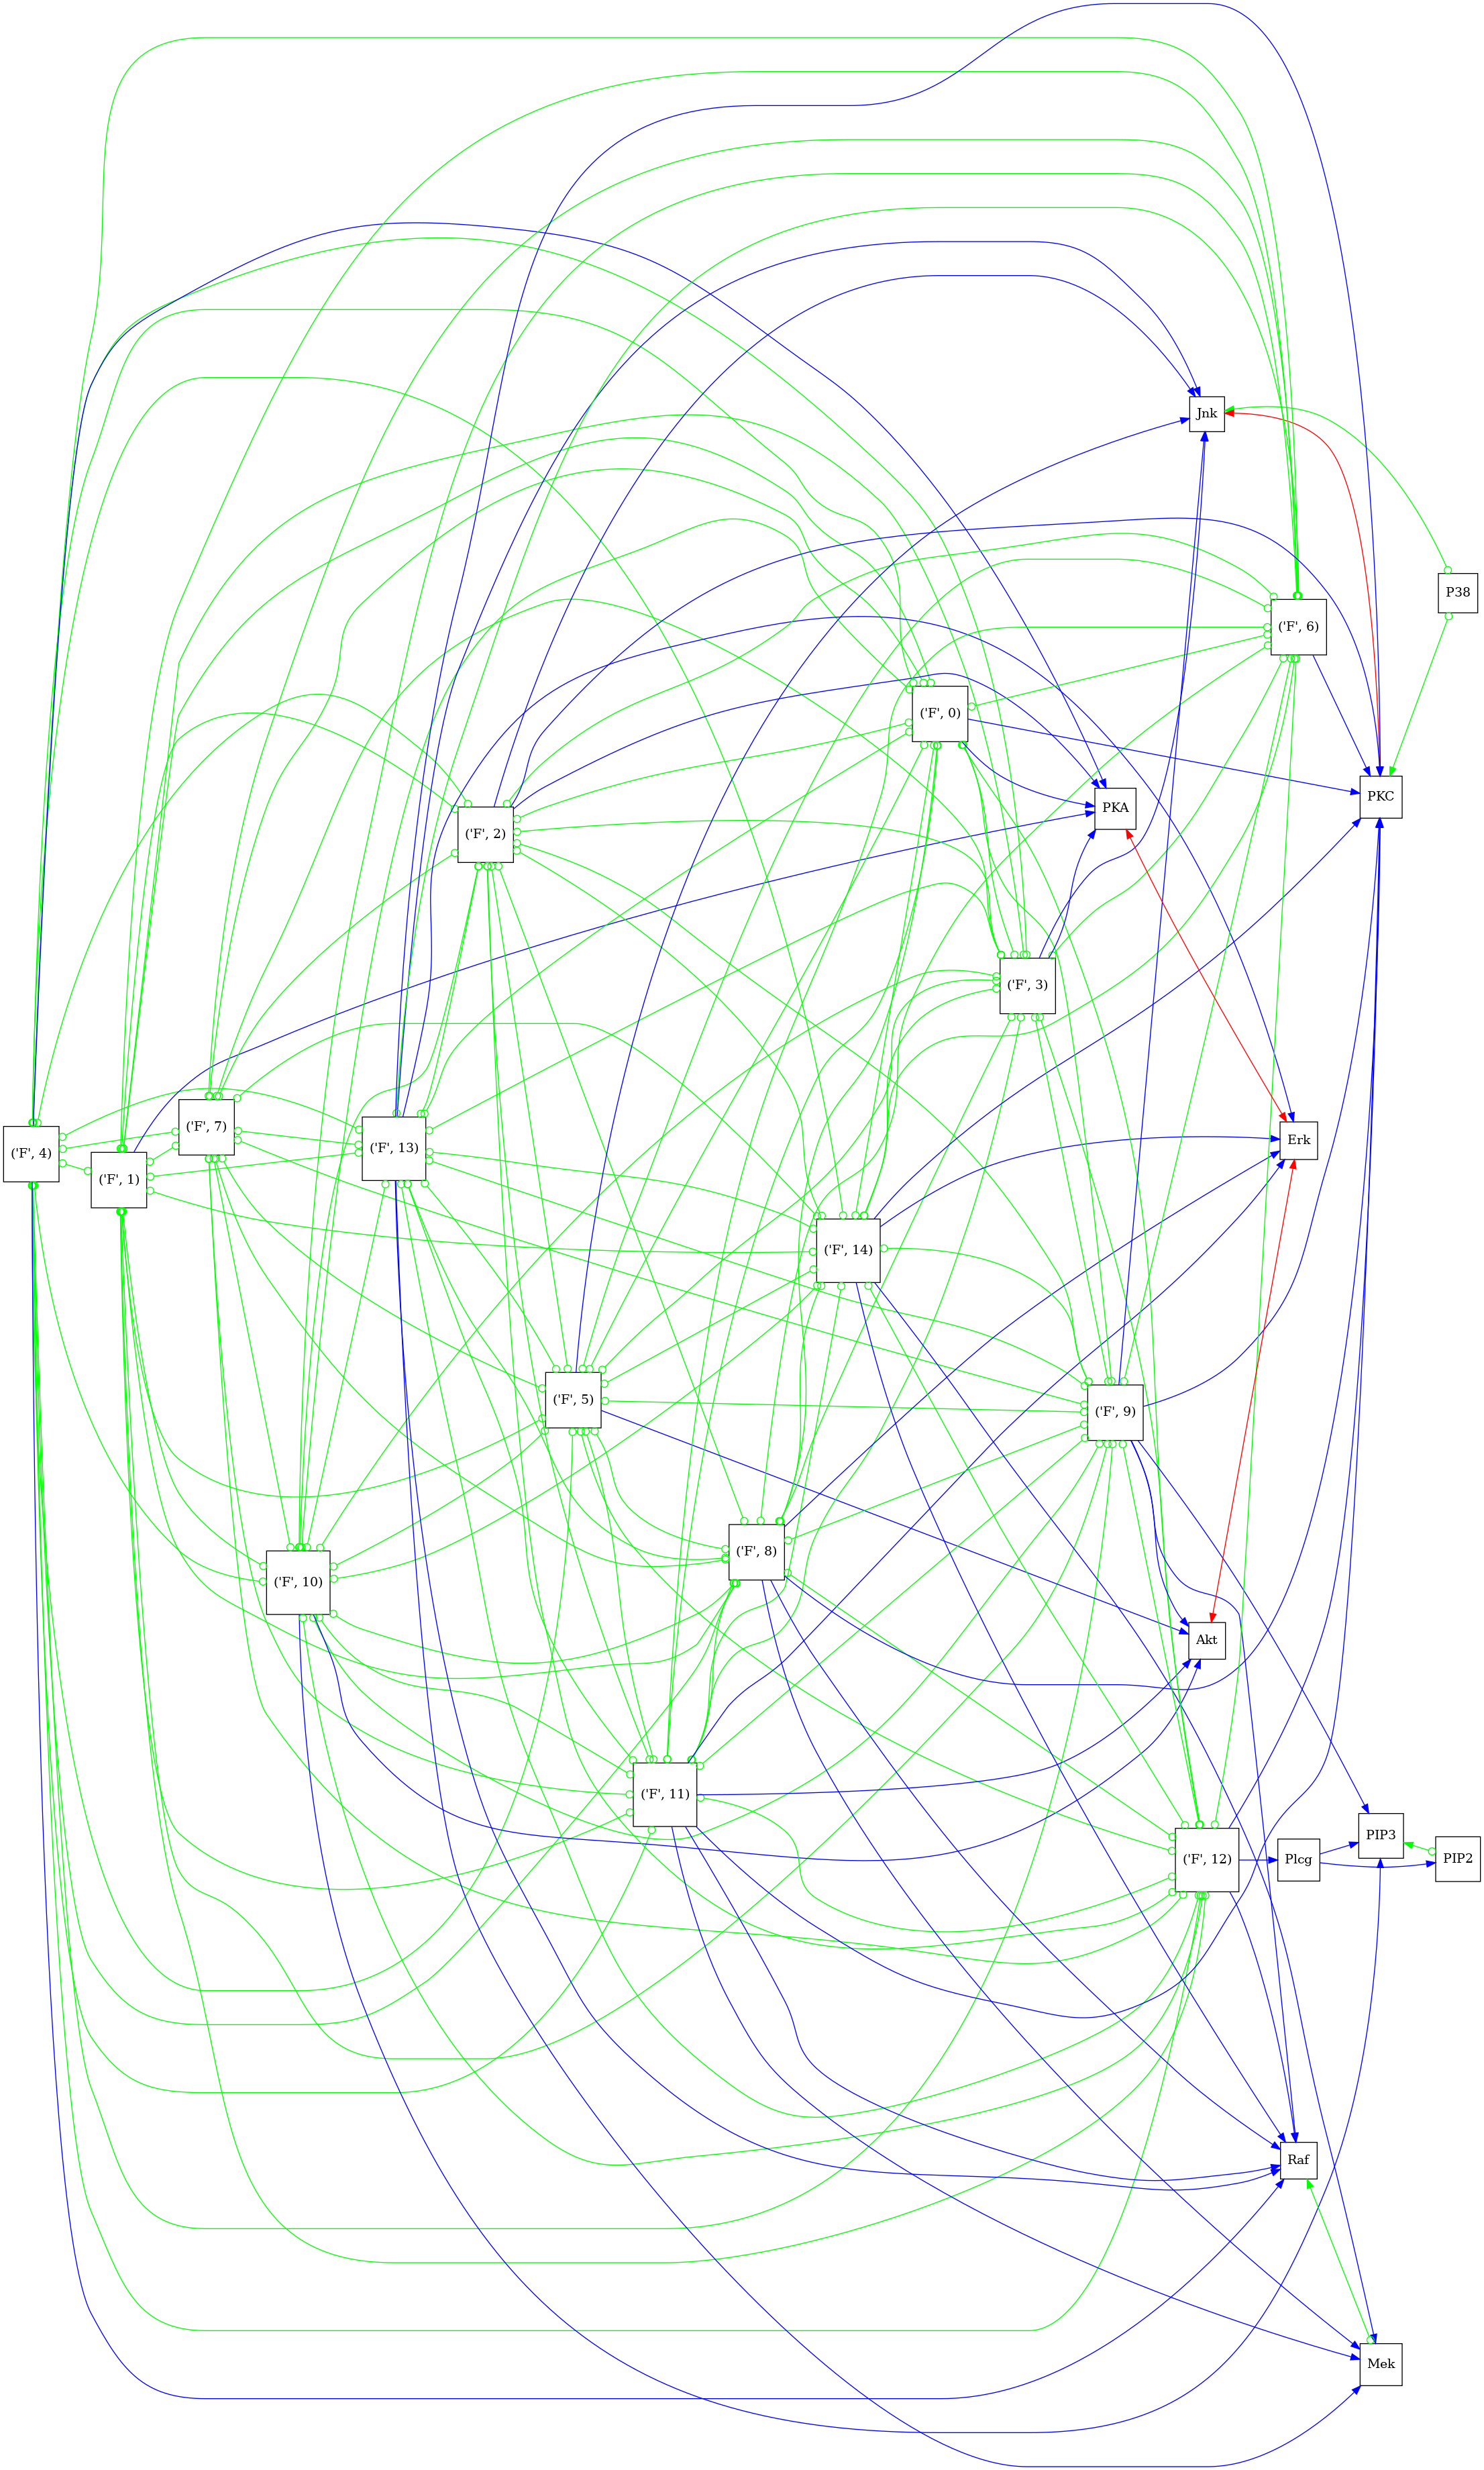 Jnk
P38
('F', 6)
('F', 0)
PKC
PKA
('F', 2)
('F', 3)
('F', 7)
Erk
('F', 13)
('F', 4)
('F', 1)
('F', 14)
('F', 5)
('F', 9)
('F', 8)
('F', 10)
Akt
('F', 11)
PIP3
PIP2
('F', 12)
Plcg
Raf
Mek